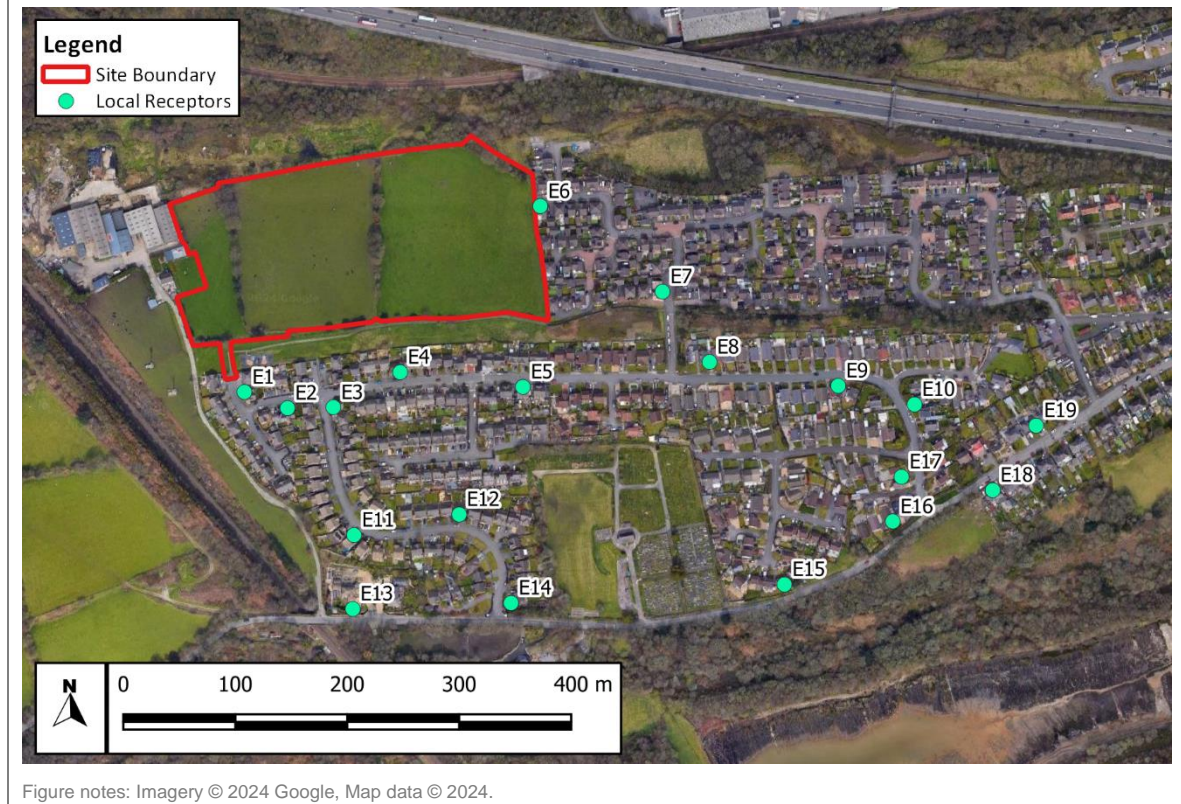 Legend
Site Boundary
Local Receptors
E6
E7
E8
E4
E5
E9
E1
E2
E3
E10
E19
E17
E18
E12
E16
E11
E15
E13
E14
N
0 100 200 300 400 m
Figure notes: Imagery © 2024 Google, Map data © 2024.